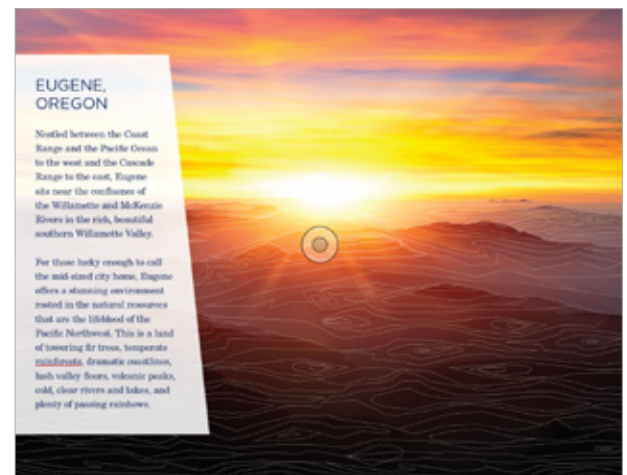 EUGENE,
OREGON
Nestled between the Coast
Range and the Pacific Ocean
to the west and the Cascade
Range to the east, Eugene
sits near the confluence of
the Willamette and McKenzie
Rivers in the rich, beautiful
southern Willamette Valley.
For those lucky enough to call
the mid-sized city home, Eugene
offers a stunning environment
rooted in the natural resources
that are the lifeblood of the
Pacific Northwest. This is a land
of towering fir trees, temperate
rainforests, dramatic coastlines,
lush valley floors, volcanic peaks,
cold, clear rivers and lakes, and
plenty of passing rainbows.